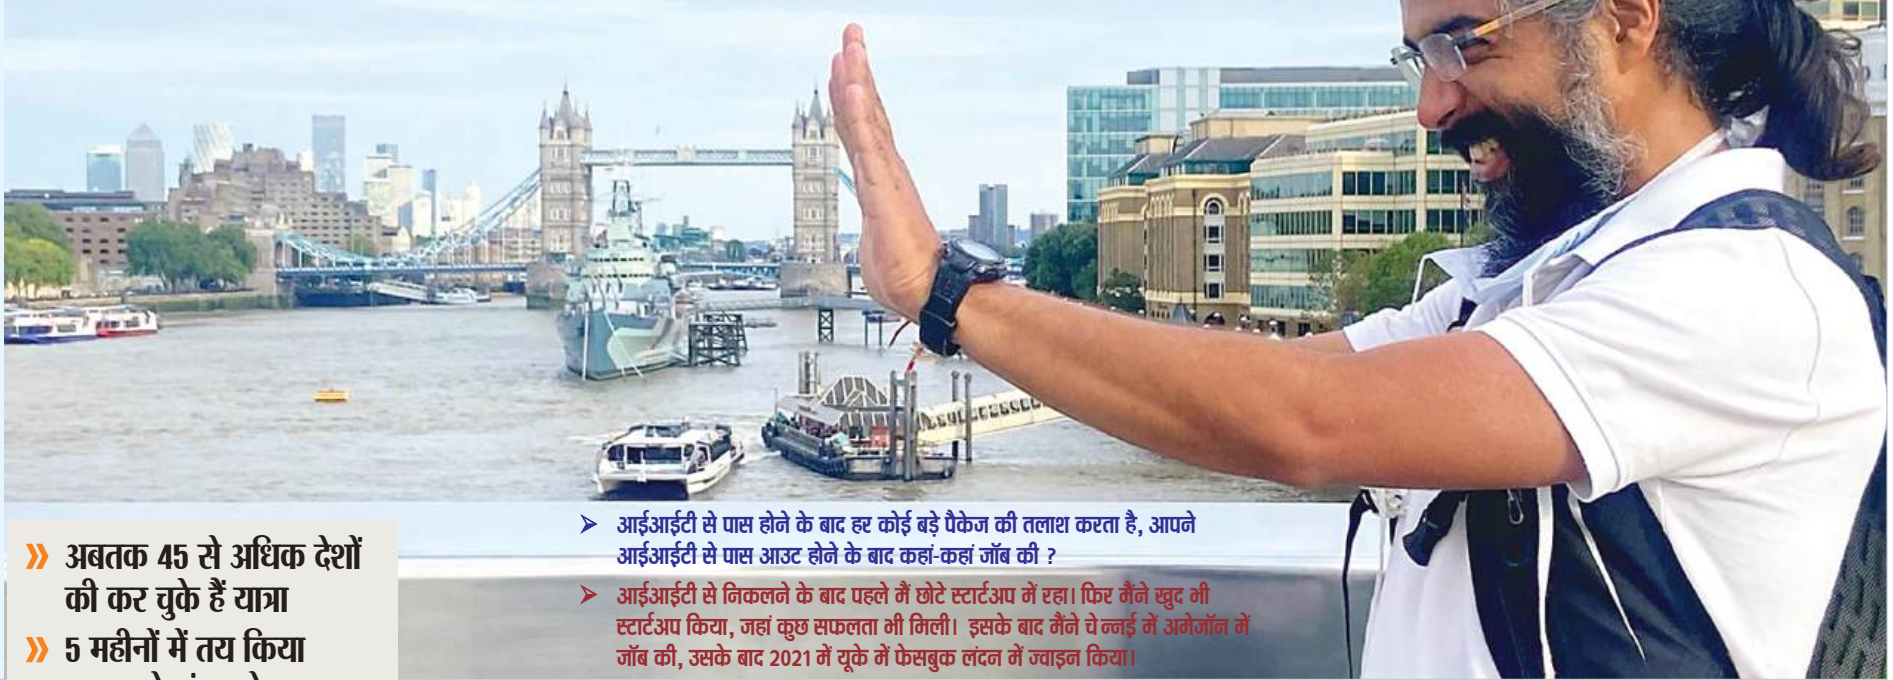 अबतक 45 से अधिक देशों
की कर चुके हैं यात्रा
5 महीनों में तय किया
आईआईटी से पास होने के बाद हर कोई बड़े पैकेज की तलाश करता है, आपने
आईआईटी से पास आउट होने के बाद कहां-कहां जॉब की ?
आईआईटी से निकलने के बाद पहले मैं छोटे स्टार्टअप में रहा। फिर मैंने खुद भी
स्टार्टअप किया, जहां कुछ सफलता भी मिली। इसके बाद मैंने चेन्नई में अमेजॉन में
जॉब की, उसके बाद 2021 में यूके में फेसबुक लंदन में ज्वाइन किया।